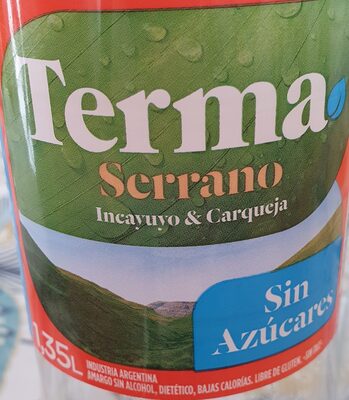 Terma
Serrano
Incayuyo & Carqueja
Sin
Azúcares
1,35L
INDUSTRIA ARGENTINA
AMARGO SIN ALCOHOL, DIETÉTICO, BAJAS CALORÍAS. LIBRE DE GLUTEN.